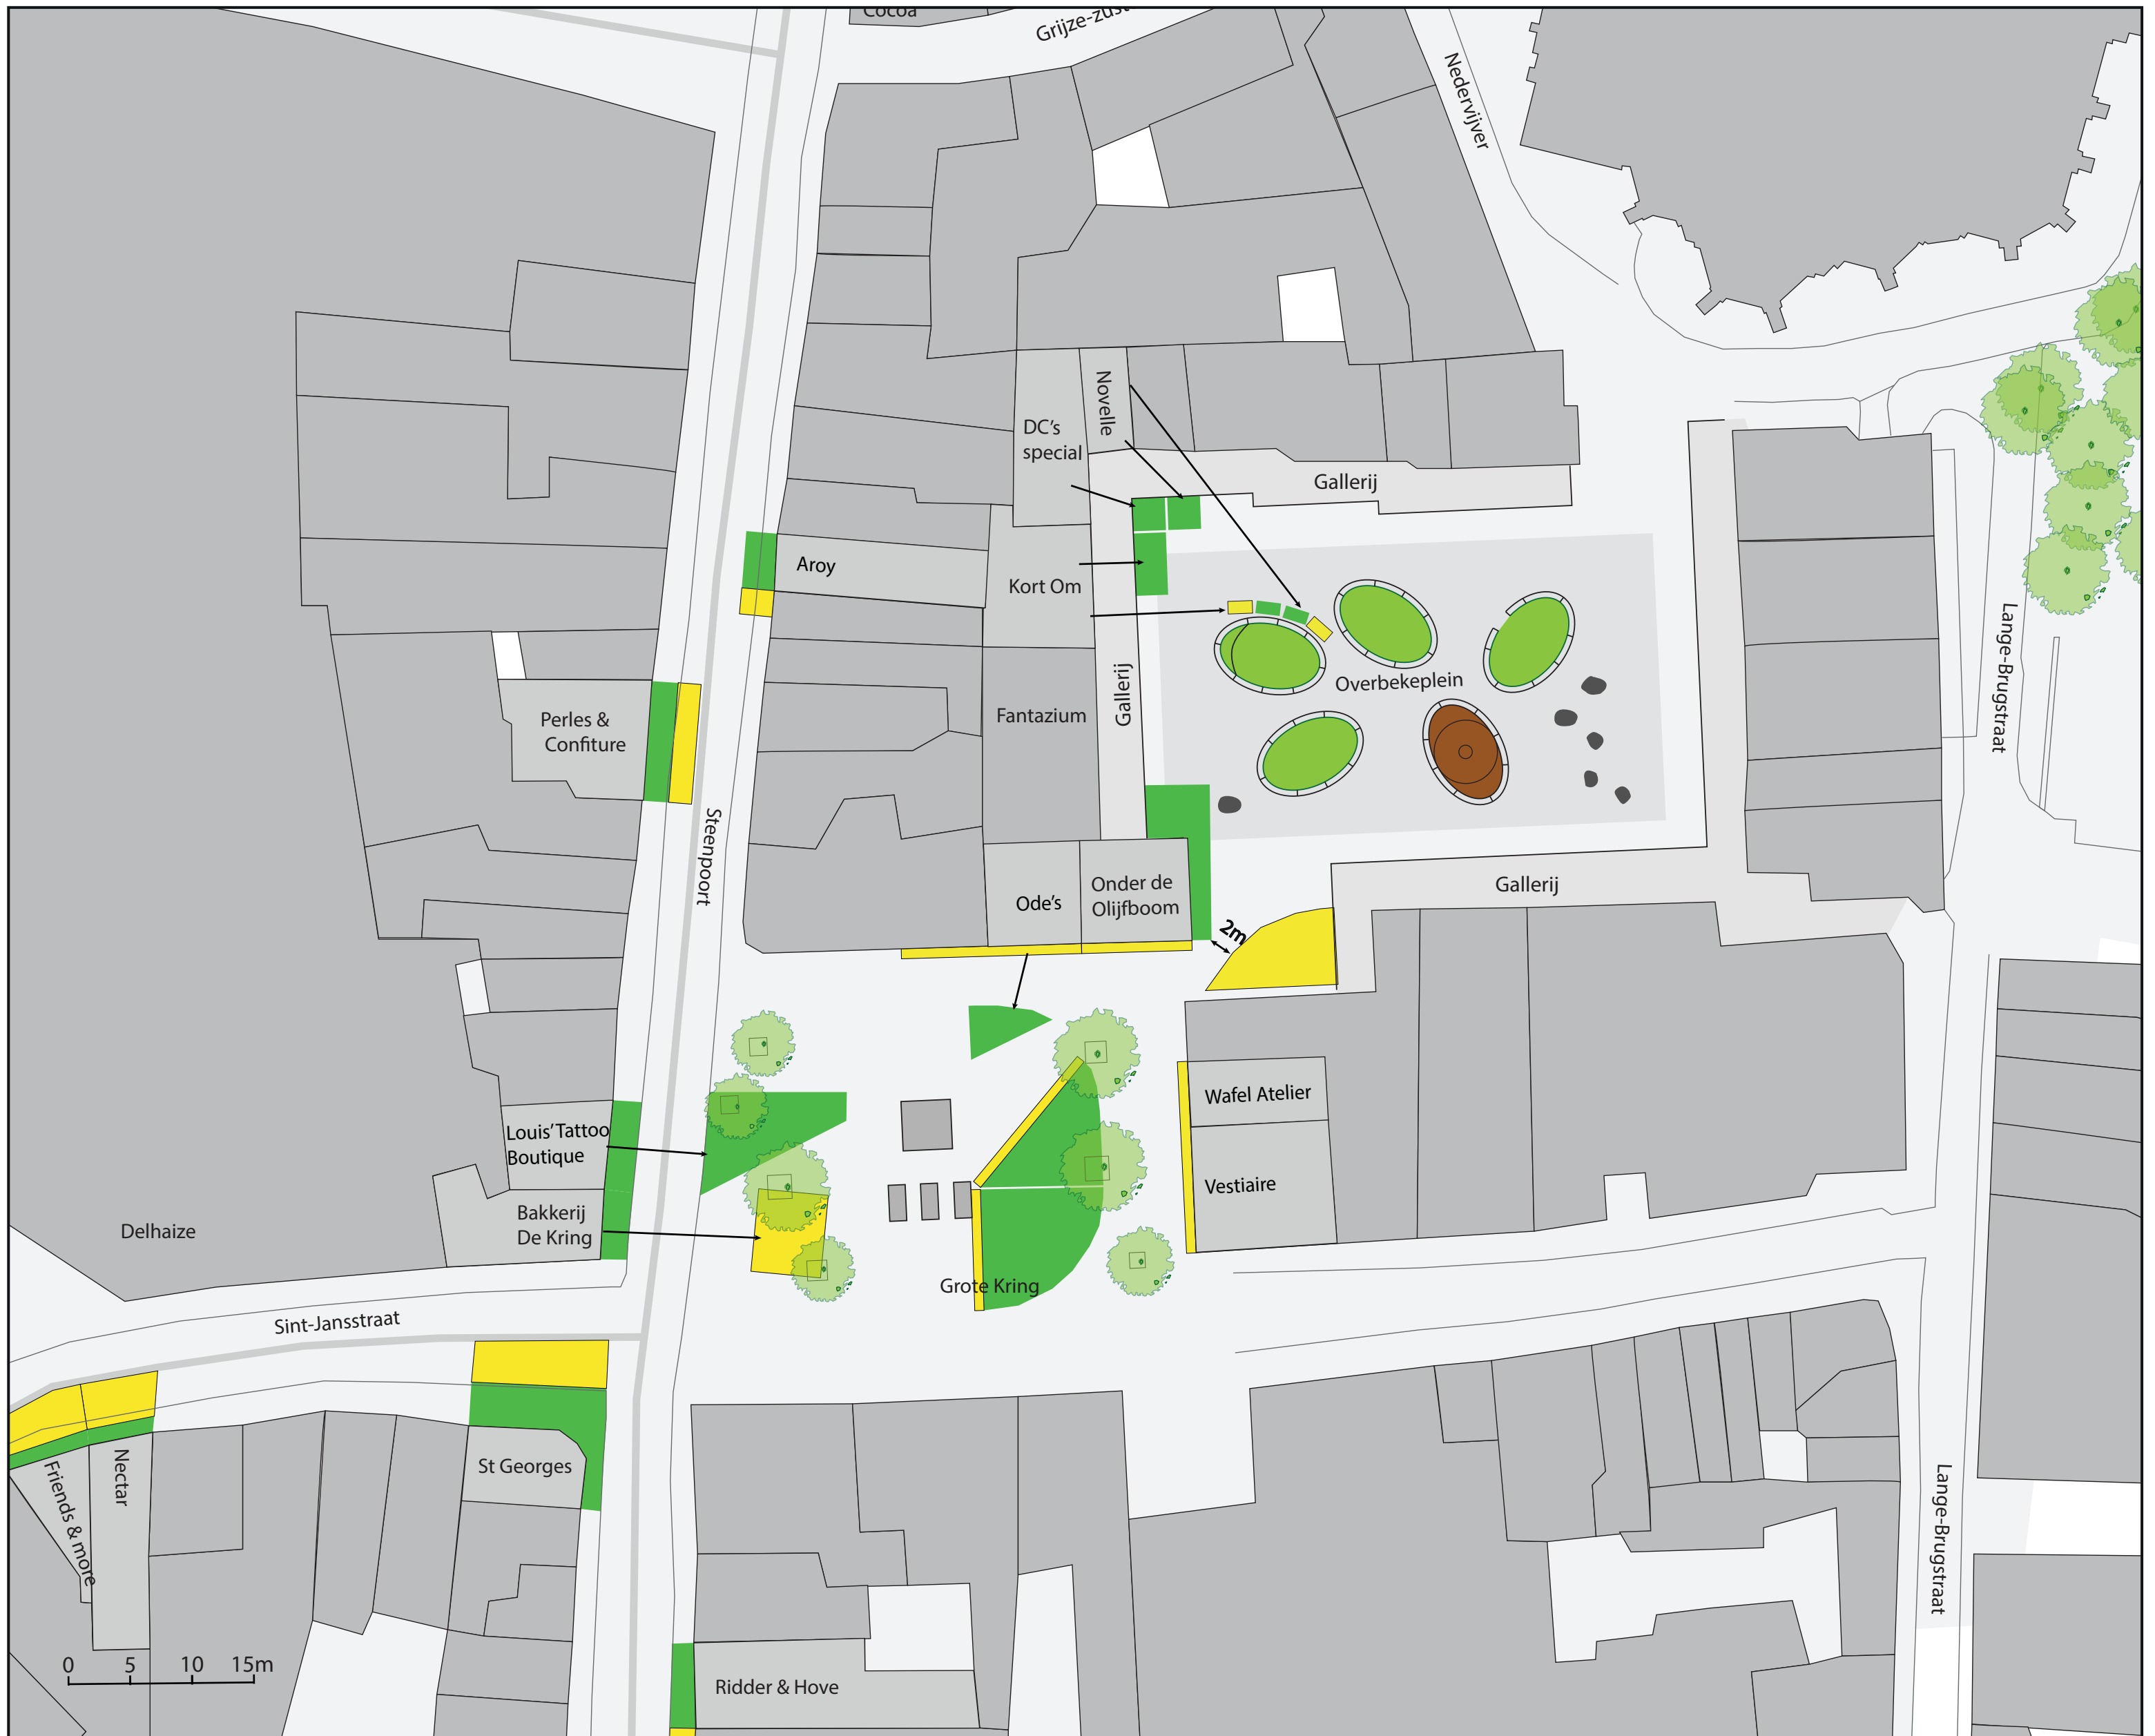 Cocoa
Nedervijver
Novelle
DC's
special
Gallerij
Aroy
Kort Om
Lange-Brugstraat
Gallerij
Overbekeplein
Perles &
Confiture
Fantazium
Steenpoort
Gallerij
Ode's
Onder de
Olijfboom
2m
Wafel Atelier
Louis'Tattoo
Boutique
Vestiaire
Bakkerij
De Kring
Delhaize
Grote Kring
Sint-Jansstraat
St Georges
Nectar
Friends & more
Lange-Brugstraat
0 5 10 15m
Ridder & Hove